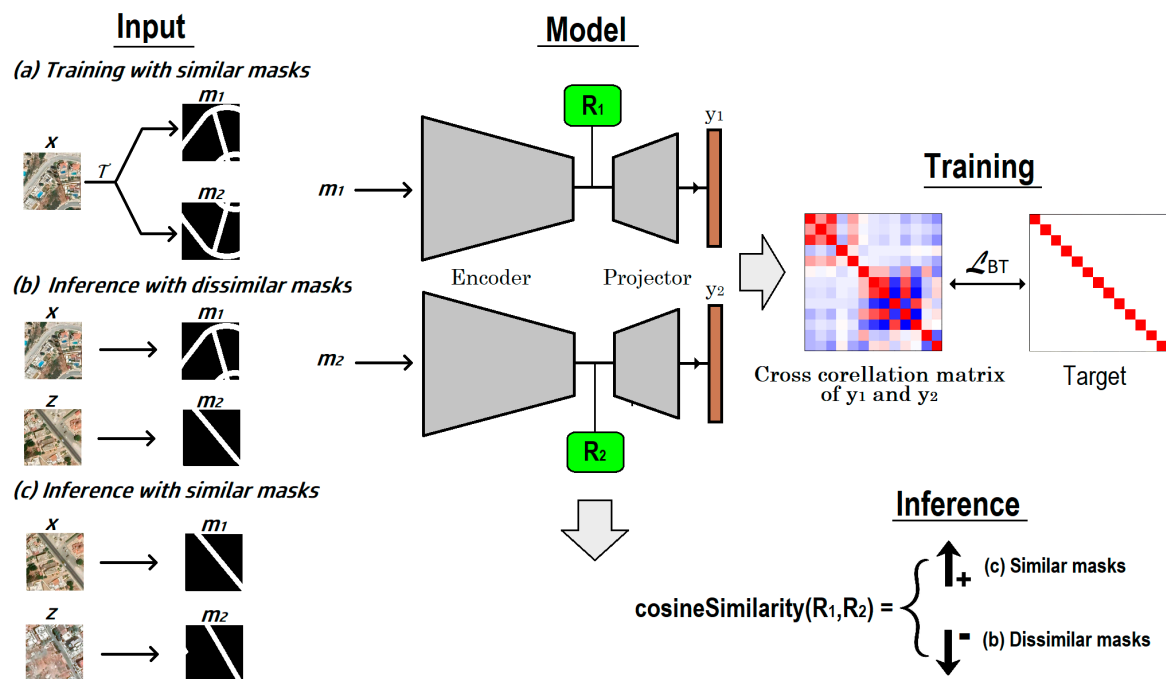 Input
(a) Training with similar masks
x
T
m1
m2
(b) Inference with dissimilar masks
x
m1
z
m2
(c) Inference with similar masks
x
m1
z
m2
Model
R1
y1
m1
Encoder
Projector
y2
m2
R2
Training
ℒBT
Cross corellation matrix
of y1 and y2
Target
Inference
cosineSimilarity(R1,R2) =
+
(c) Similar masks
-
(b) Dissimilar masks